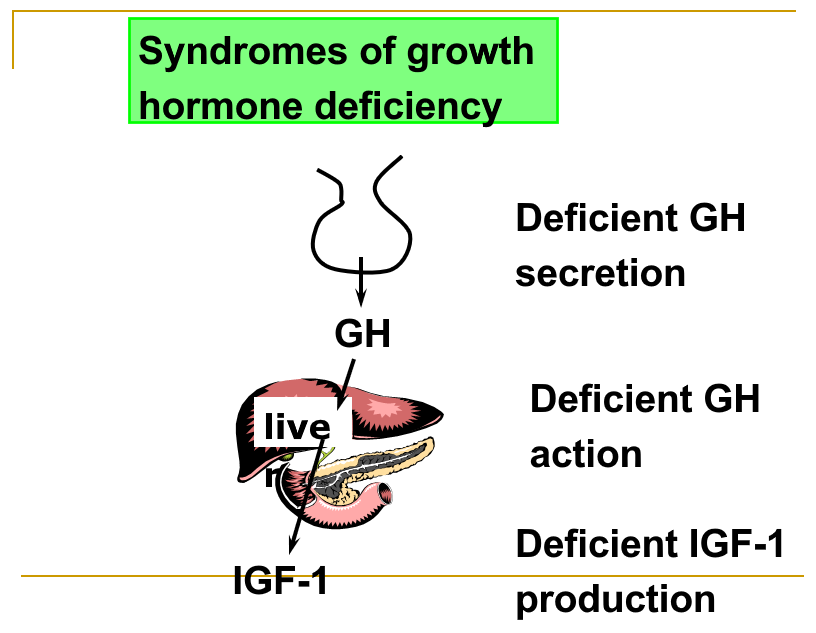 Syndromes of growth
hormone deficiency
Deficient GH
secretion
GH
Deficient GH
action
live
r
Deficient IGF-1
production
IGF-1